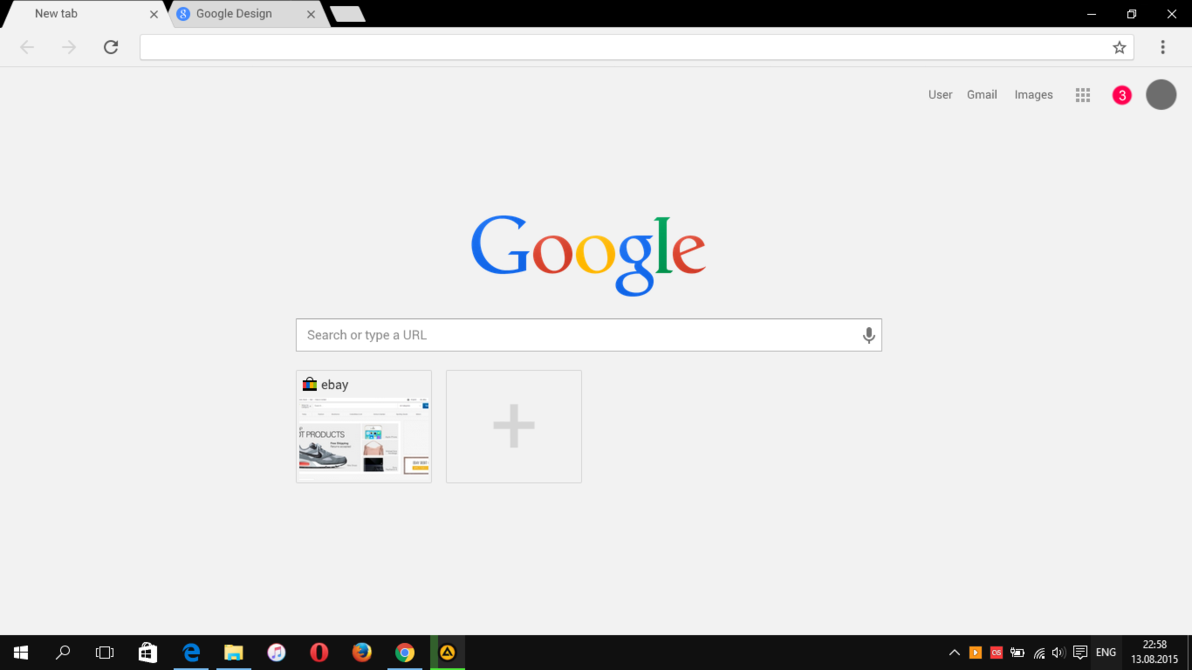 New tab
Google Design
User Gmail Images
3
Google
Search or type a URL
ebay
OT PRODUCTS
ENG
22:58
13.08.2015